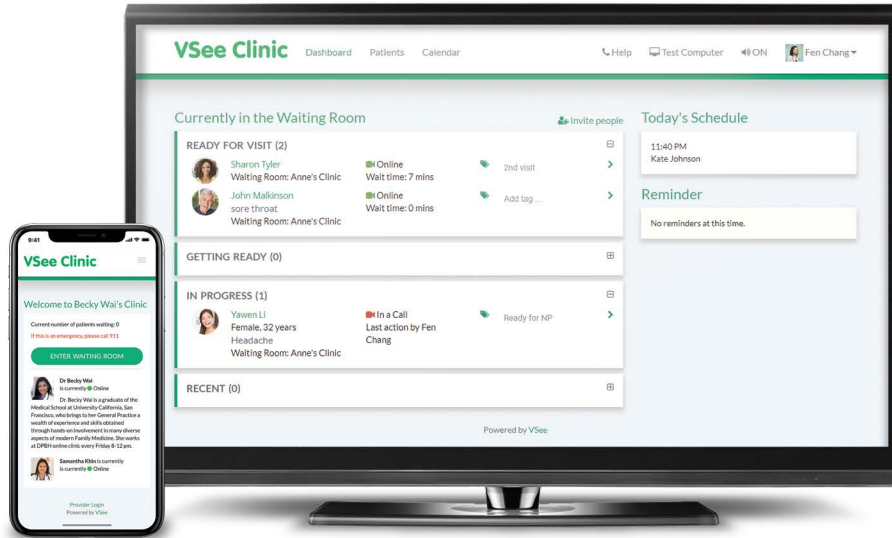 VSee Clinic
Dashboard
Patients
Calendar
Help
Test Computer
ON
Fen Chang
Currently in the Waiting Room
Invite people
READY FOR VISIT (2)
Sharon Tyler
Waiting Room: Anne's Clinic
Online
Wait time: 7 mins
2nd visit
John Malkinson
sore throat
Waiting Room: Anne's Clinic
Online
Wait time: 0 mins
Add tag ...
GETTING READY (0)
IN PROGRESS (1)
Yawen Li
Female, 32 years
Headache
Waiting Room: Anne's Clinic
In a Call
Last action by Fen
Chang
Ready for NP
RECENT (0)
Powered by VSee
Today's Schedule
11:40 PM
Kate Johnson
Reminder
No reminders at this time.
9:41
VSee Clinic
Welcome to Becky Wai's Clinic
Current number of patients waiting: 0
If this is an emergency, please call 911
ENTER WAITING ROOM
Dr Becky Wai
is currently Online
Dr. Becky Wai is a graduate of the
Medical School at University California, San
Francisco, who brings to her General Practice a
wealth of experience and skills obtained
through hands-on involvement in many diverse
aspects of modern Family Medicine. She works
at DPBH online clinic every Friday 8-12 pm.
Samantha Khin is currently
is currently Online
Provider Login
Powered by VSee